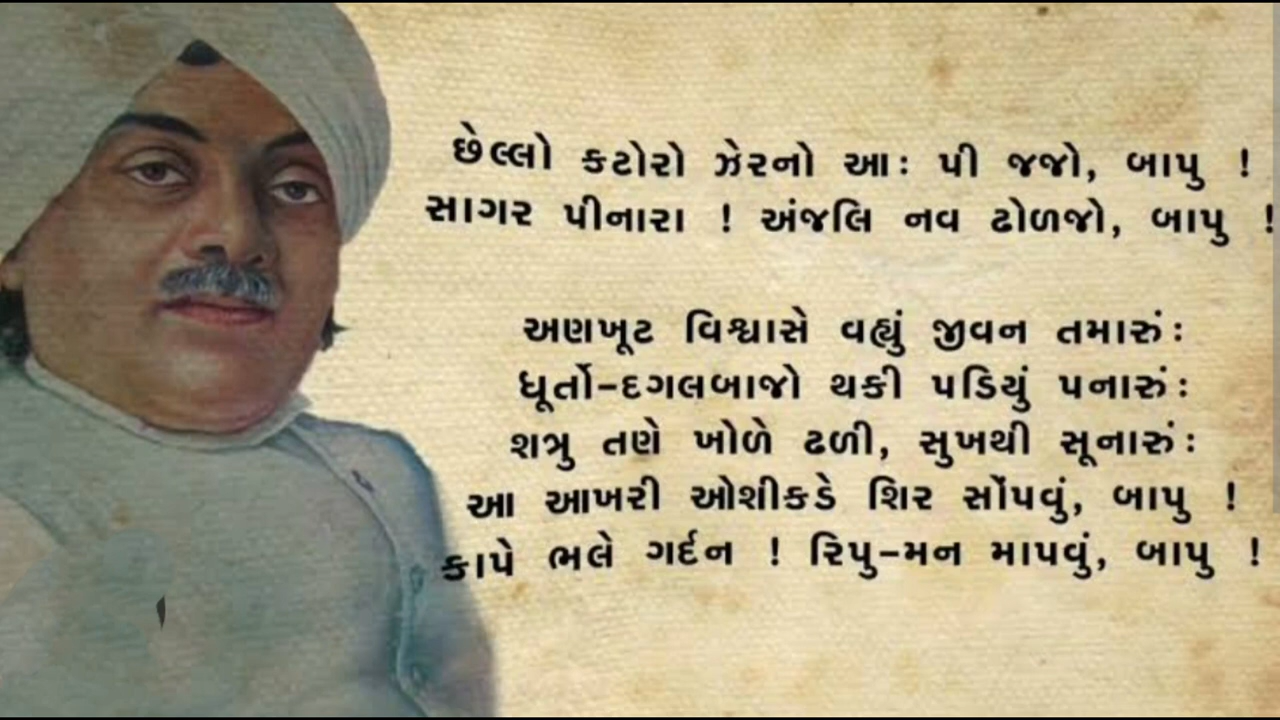 છેલ્લો કટોરો ઝેરનો આઃ પી જજો, બાપુ !
સાગર પીનારા ! અંજલિ નવ ઢોળજો, બાપુ !
અણખૂટ વિશ્વાસે વહ્યું જીવન તમારુંઃ
ધૂર્તો-દગલબાજો થકી પડિયું પનારુંઃ
શત્રુ તણે ખોળે ઢળી, સુખથી સૂનારુંઃ
આ આખરી ઓશીકડે શિર સોંપવું, બાપુ !
કાપે ભલે ગર્દન ! રિપુ-મન માપવું, બાપુ !